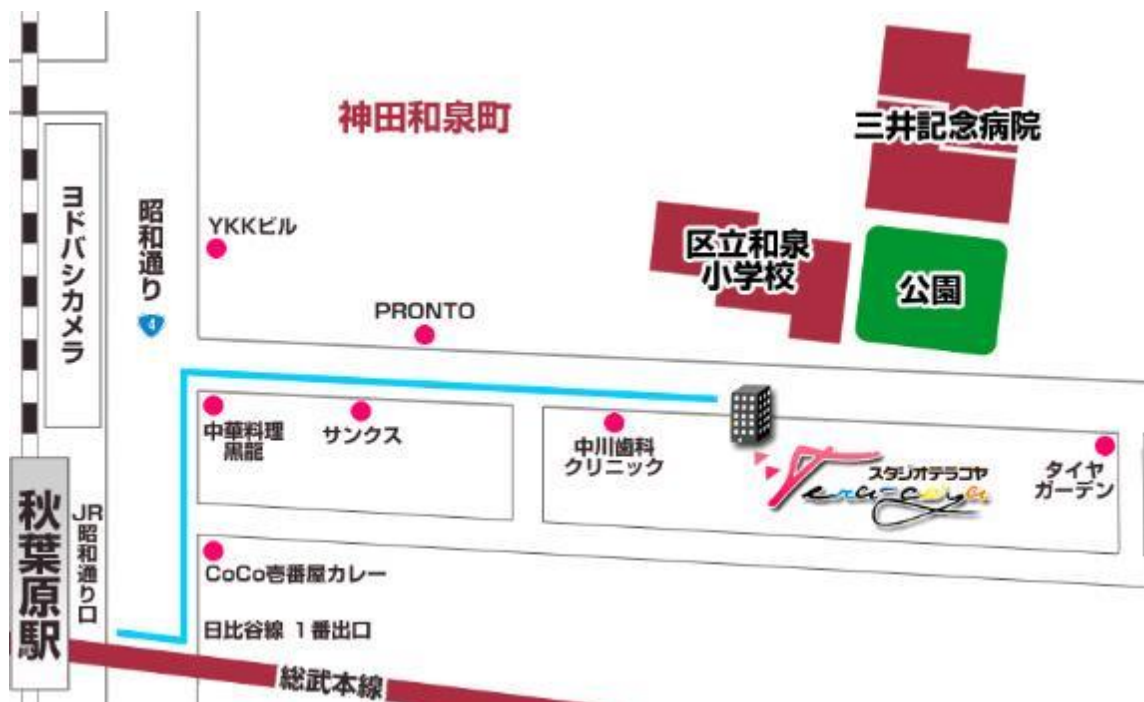 神田和泉町
三井記念病院
ヨドバシカメラ
昭和通り
4
YKKビル
区立和泉
小学校
公園
PRONTO
中華料理
黒龍
サンクス
中川歯科
クリニック
スタジオテラコヤ
Tera-coya
タイヤ
ガーデン
秋葉原駅
JR昭和通り口
CoCo壱番屋カレー
日比谷線 1番出口
総武本線